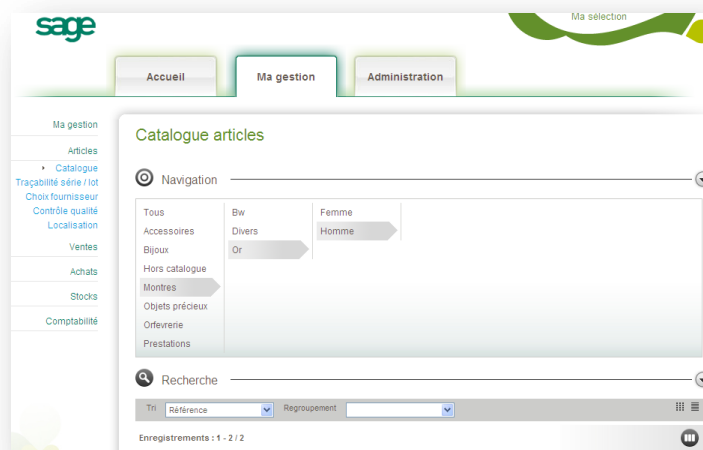 sage
Ma sélection
Accueil
Ma gestion
Administration
Ma gestion
Articles
Catalogue
Traçabilité série / lot
Choix fournisseur
Contrôle qualité
Localisation
Ventes
Achats
Stocks
Comptabilité
Catalogue articles
Navigation
Tous
Accessoires
Bijoux
Hors catalogue
Montres
Objets précieux
Orfevrerie
Prestations
Bw
Divers
Or
Femme
Homme
Recherche
Tri Référence Regroupement
Enregistrements : 1 - 2 / 2